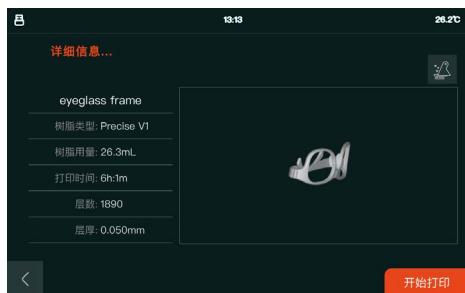 13:13
26.2℃
详细信息...
eyeglass frame
树脂类型: Precise V1
树脂用量: 26.3mL
打印时间: 6h:1m
层数: 1890
层厚: 0.050mm
开始打印